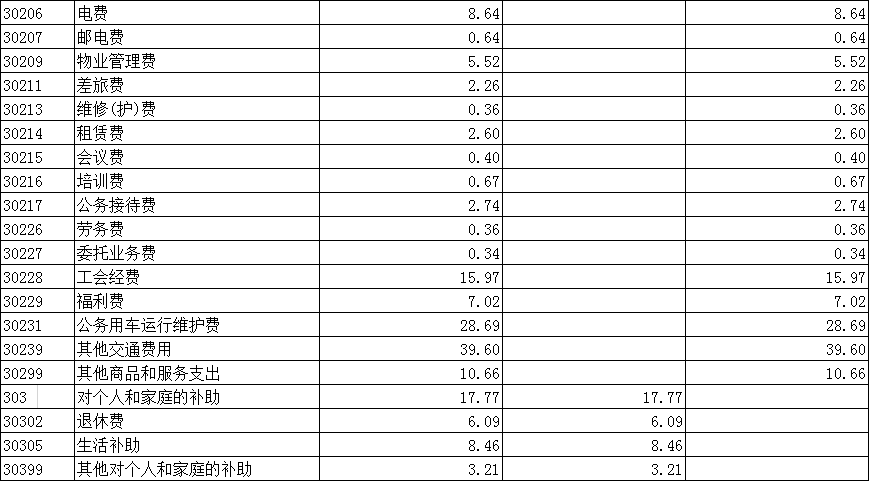 30206 电费 8.64 8.64
30207 邮电费 0.64 0.64
30209 物业管理费 5.52 5.52
30211 差旅费 2.26 2.26
30213 维修(护)费 0.36 0.36
30214 租赁费 2.60 2.60
30215 会议费 0.40 0.40
30216 培训费 0.67 0.67
30217 公务接待费 2.74 2.74
30226 劳务费 0.36 0.36
30227 委托业务费 0.34 0.34
30228 工会经费 15.97 15.97
30229 福利费 7.02 7.02
30231 公务用车运行维护费 28.69 28.69
30239 其他交通费用 39.60 39.60
30299 其他商品和服务支出 10.66 10.66
303 对个人和家庭的补助 17.77 17.77
30302 退休费 6.09 6.09
30305 生活补助 8.46 8.46
30399 其他对个人和家庭的补助 3.21 3.21